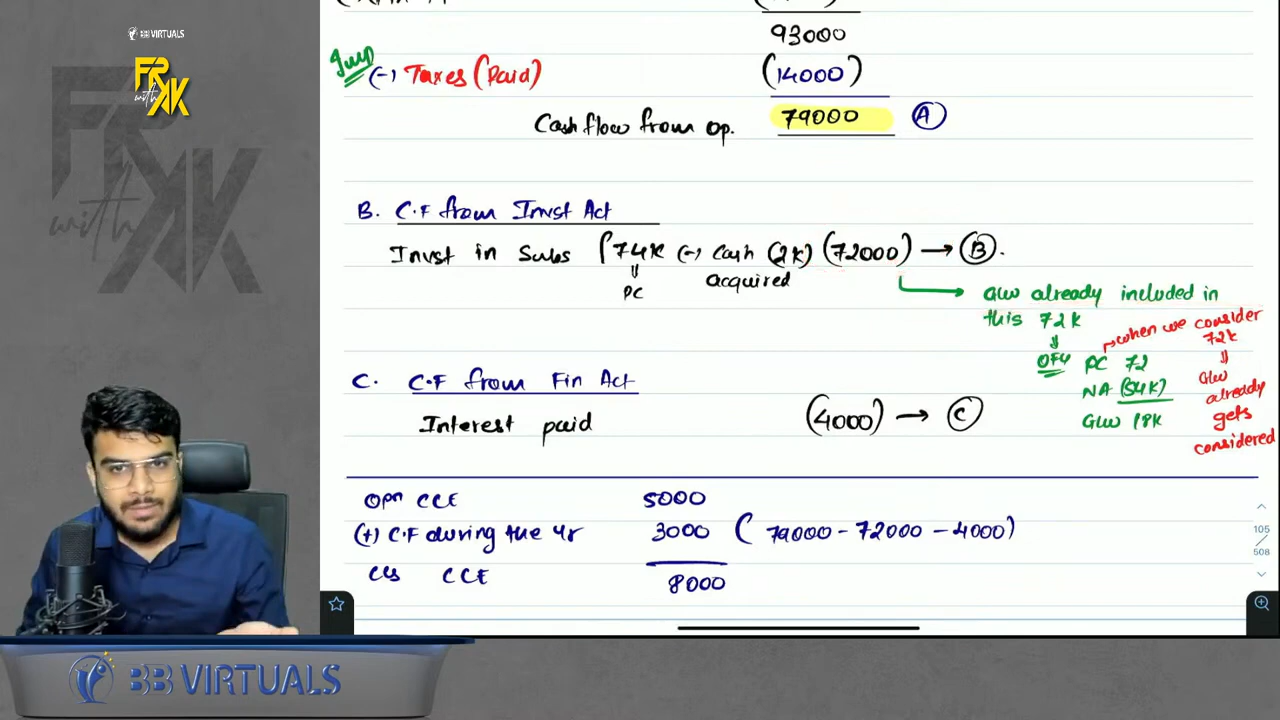 BB VIRTUALS
FR
with
KK
93000
Imp (-) Taxes (Paid) (14000)
Cash flow from op. 79000 A
B. C.F from Invst Act
Invst in Subs (74K (-) Cash (2K) (72000) → B.
PC acquired
GW already included in
this 72K
OFU
when we consider
72K
GW
already
gets
considered
PC 72
NA (54K)
GW 18K
C. C.F from Fin Act
Interest paid (4000) → C
Opn CCE 5000
(+) C.F during the Yr 3000 (79000 - 72000 - 4000)
Cls CCE 8000
105
508
BB VIRTUALS